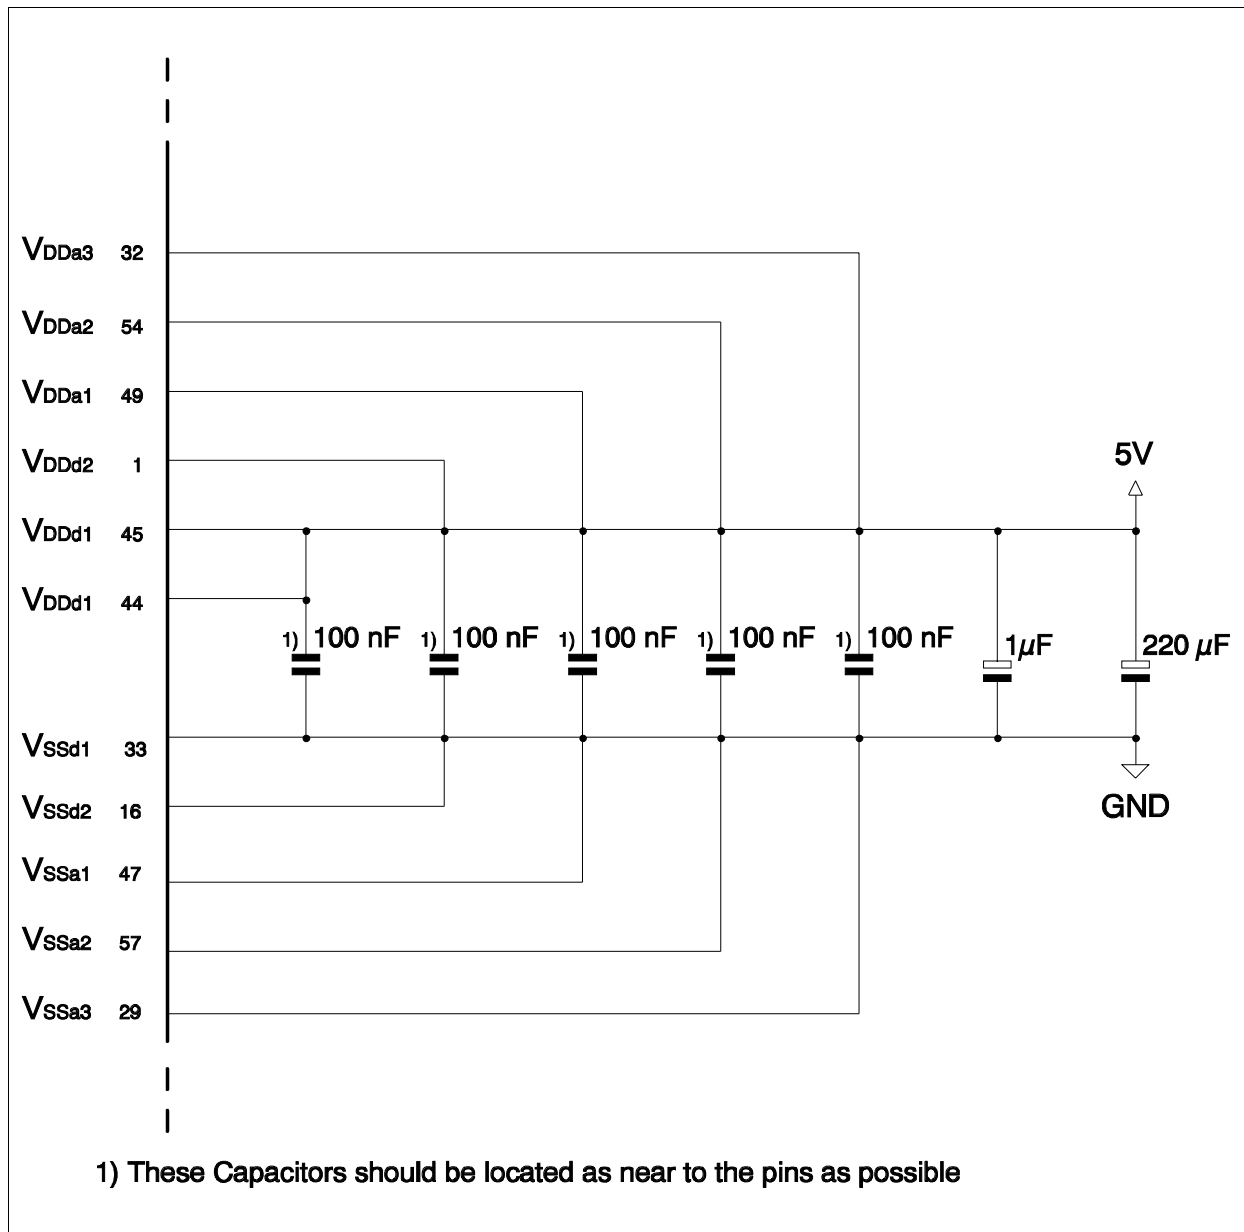 VDDa3 32
VDDa2 54
VDDa1 49
VDDd2 1
5V
VDDd1 45
VDDd1 44
1) 100 nF 1) 100 nF 1) 100 nF 1) 100 nF 1) 100 nF 1µF 220 µF
VSSd1 33
VSSd2 16
GND
VSSa1 47
VSSa2 57
VSSa3 29
1) These Capacitors should be located as near to the pins as possible